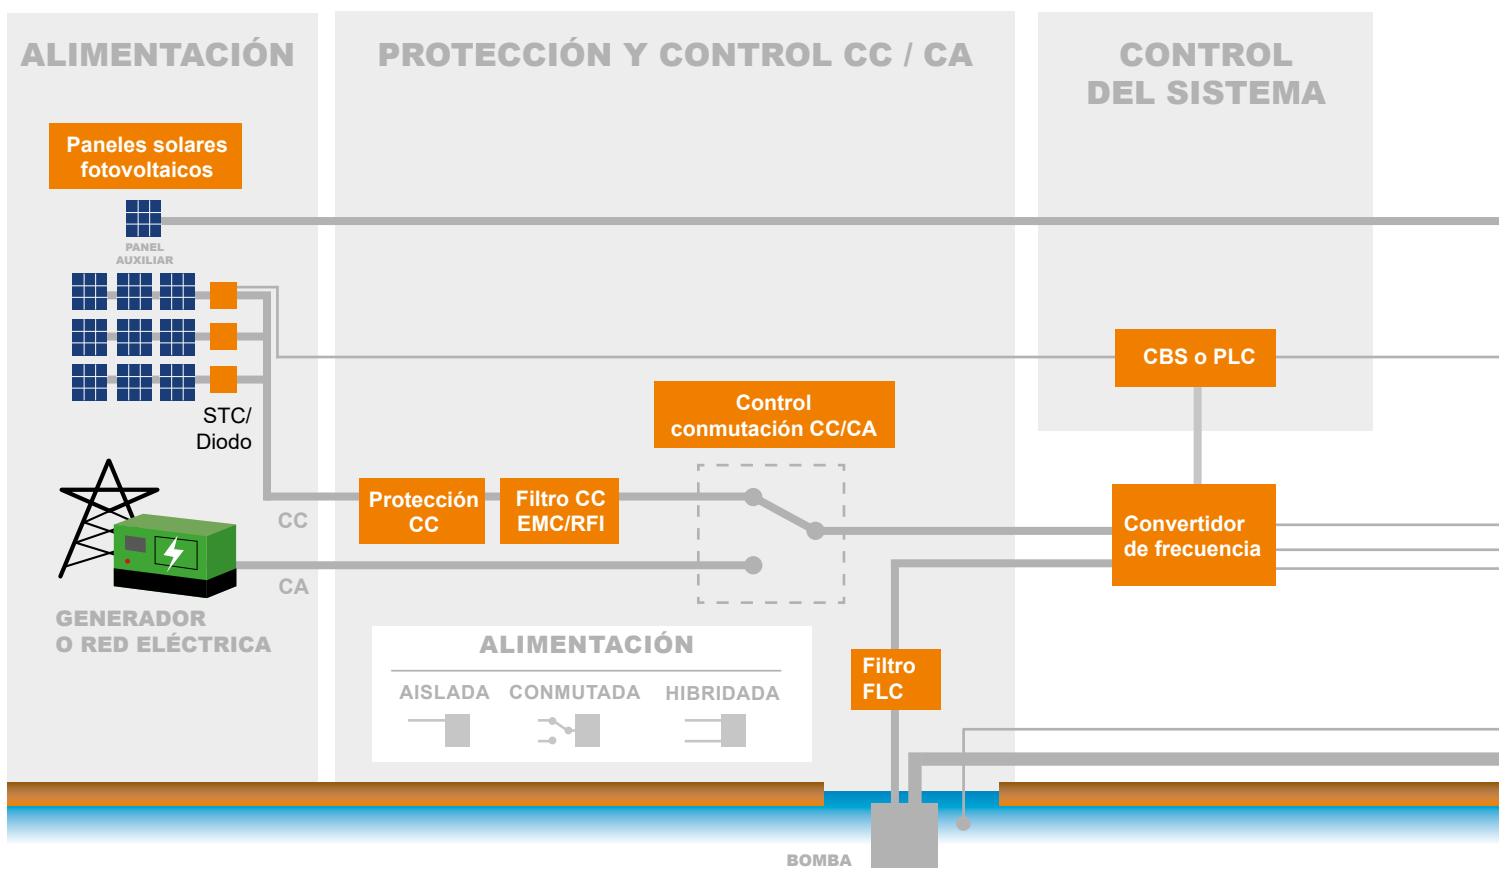 ALIMENTACIÓN
PROTECCIÓN Y CONTROL CC / CA
CONTROL
DEL SISTEMA
Paneles solares
fotovoltaicos
PANEL
AUXILIAR
STC/
Diodo
CBS o PLC
Control
conmutación CC/CA
Protección
CC
Filtro CC
EMC/RFI
CC
CA
Convertidor
de frecuencia
GENERADOR
O RED ELÉCTRICA
ALIMENTACIÓN
AISLADA
CONMUTADA
HIBRIDADA
Filtro
FLC
BOMBA